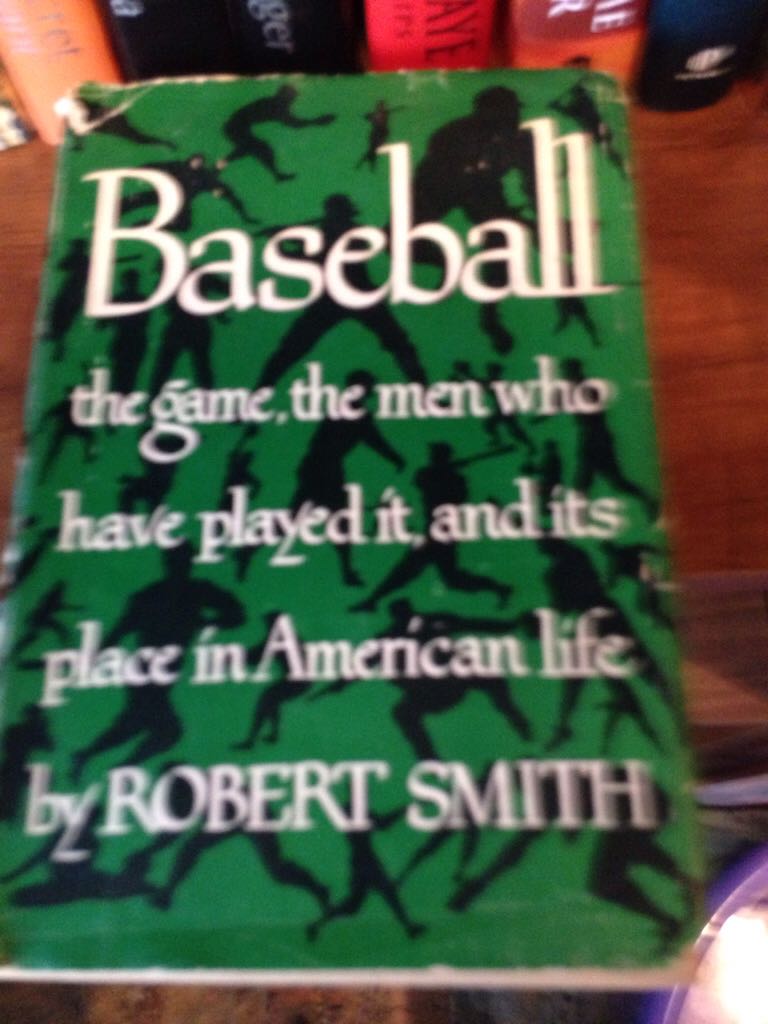 Baseball
the game, the men who
have played it, and its
place in American life
by ROBERT SMITH